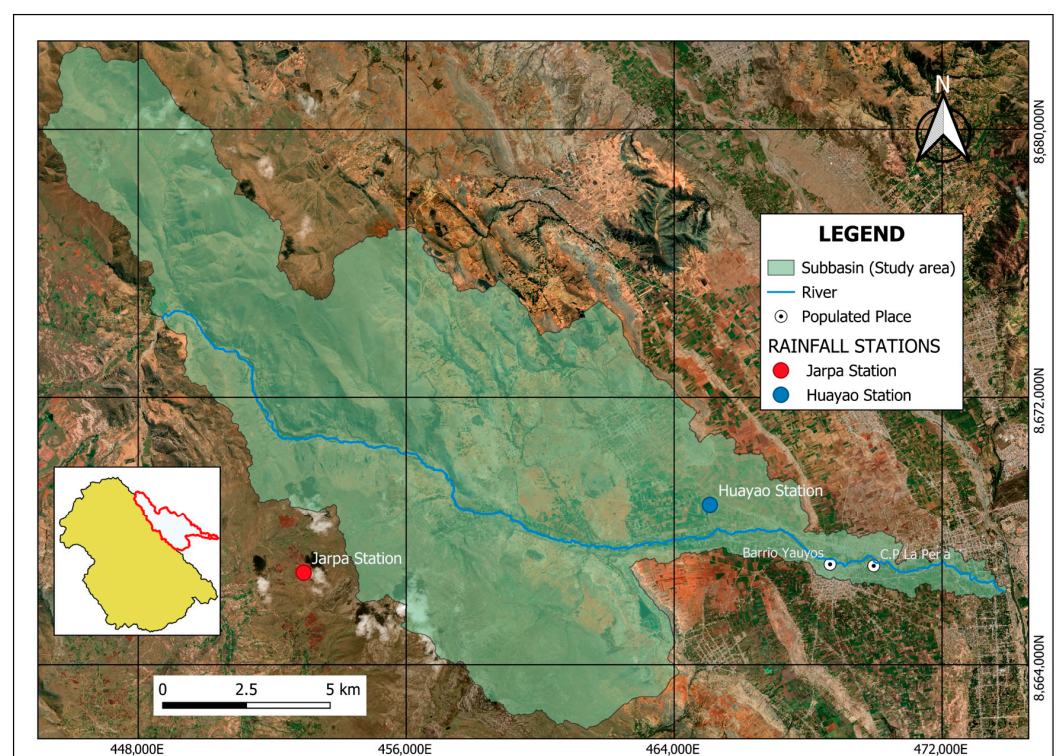 N
8,680,000N
LEGEND
Subbasin (Study area)
River
Populated Place
RAINFALL STATIONS
Jarpa Station
Huayao Station
8,672,000N
Huayao Station
Barrio Yauyos
C.P La Perla
Jarpa Station
8,664,000N
0 2.5 5 km
448,000E 456,000E 464,000E 472,000E